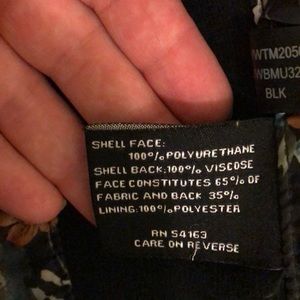 WTM205
WBMU32
BLK
SHELL FACE:
100% POLYURETHANE
SHELL BACK:100% VISCOSE
FACE CONSTITUTES 65% OF
FABRIC AND BACK 35%
LINING:100% POLYESTER
RN 54163
CARE ON REVERSE